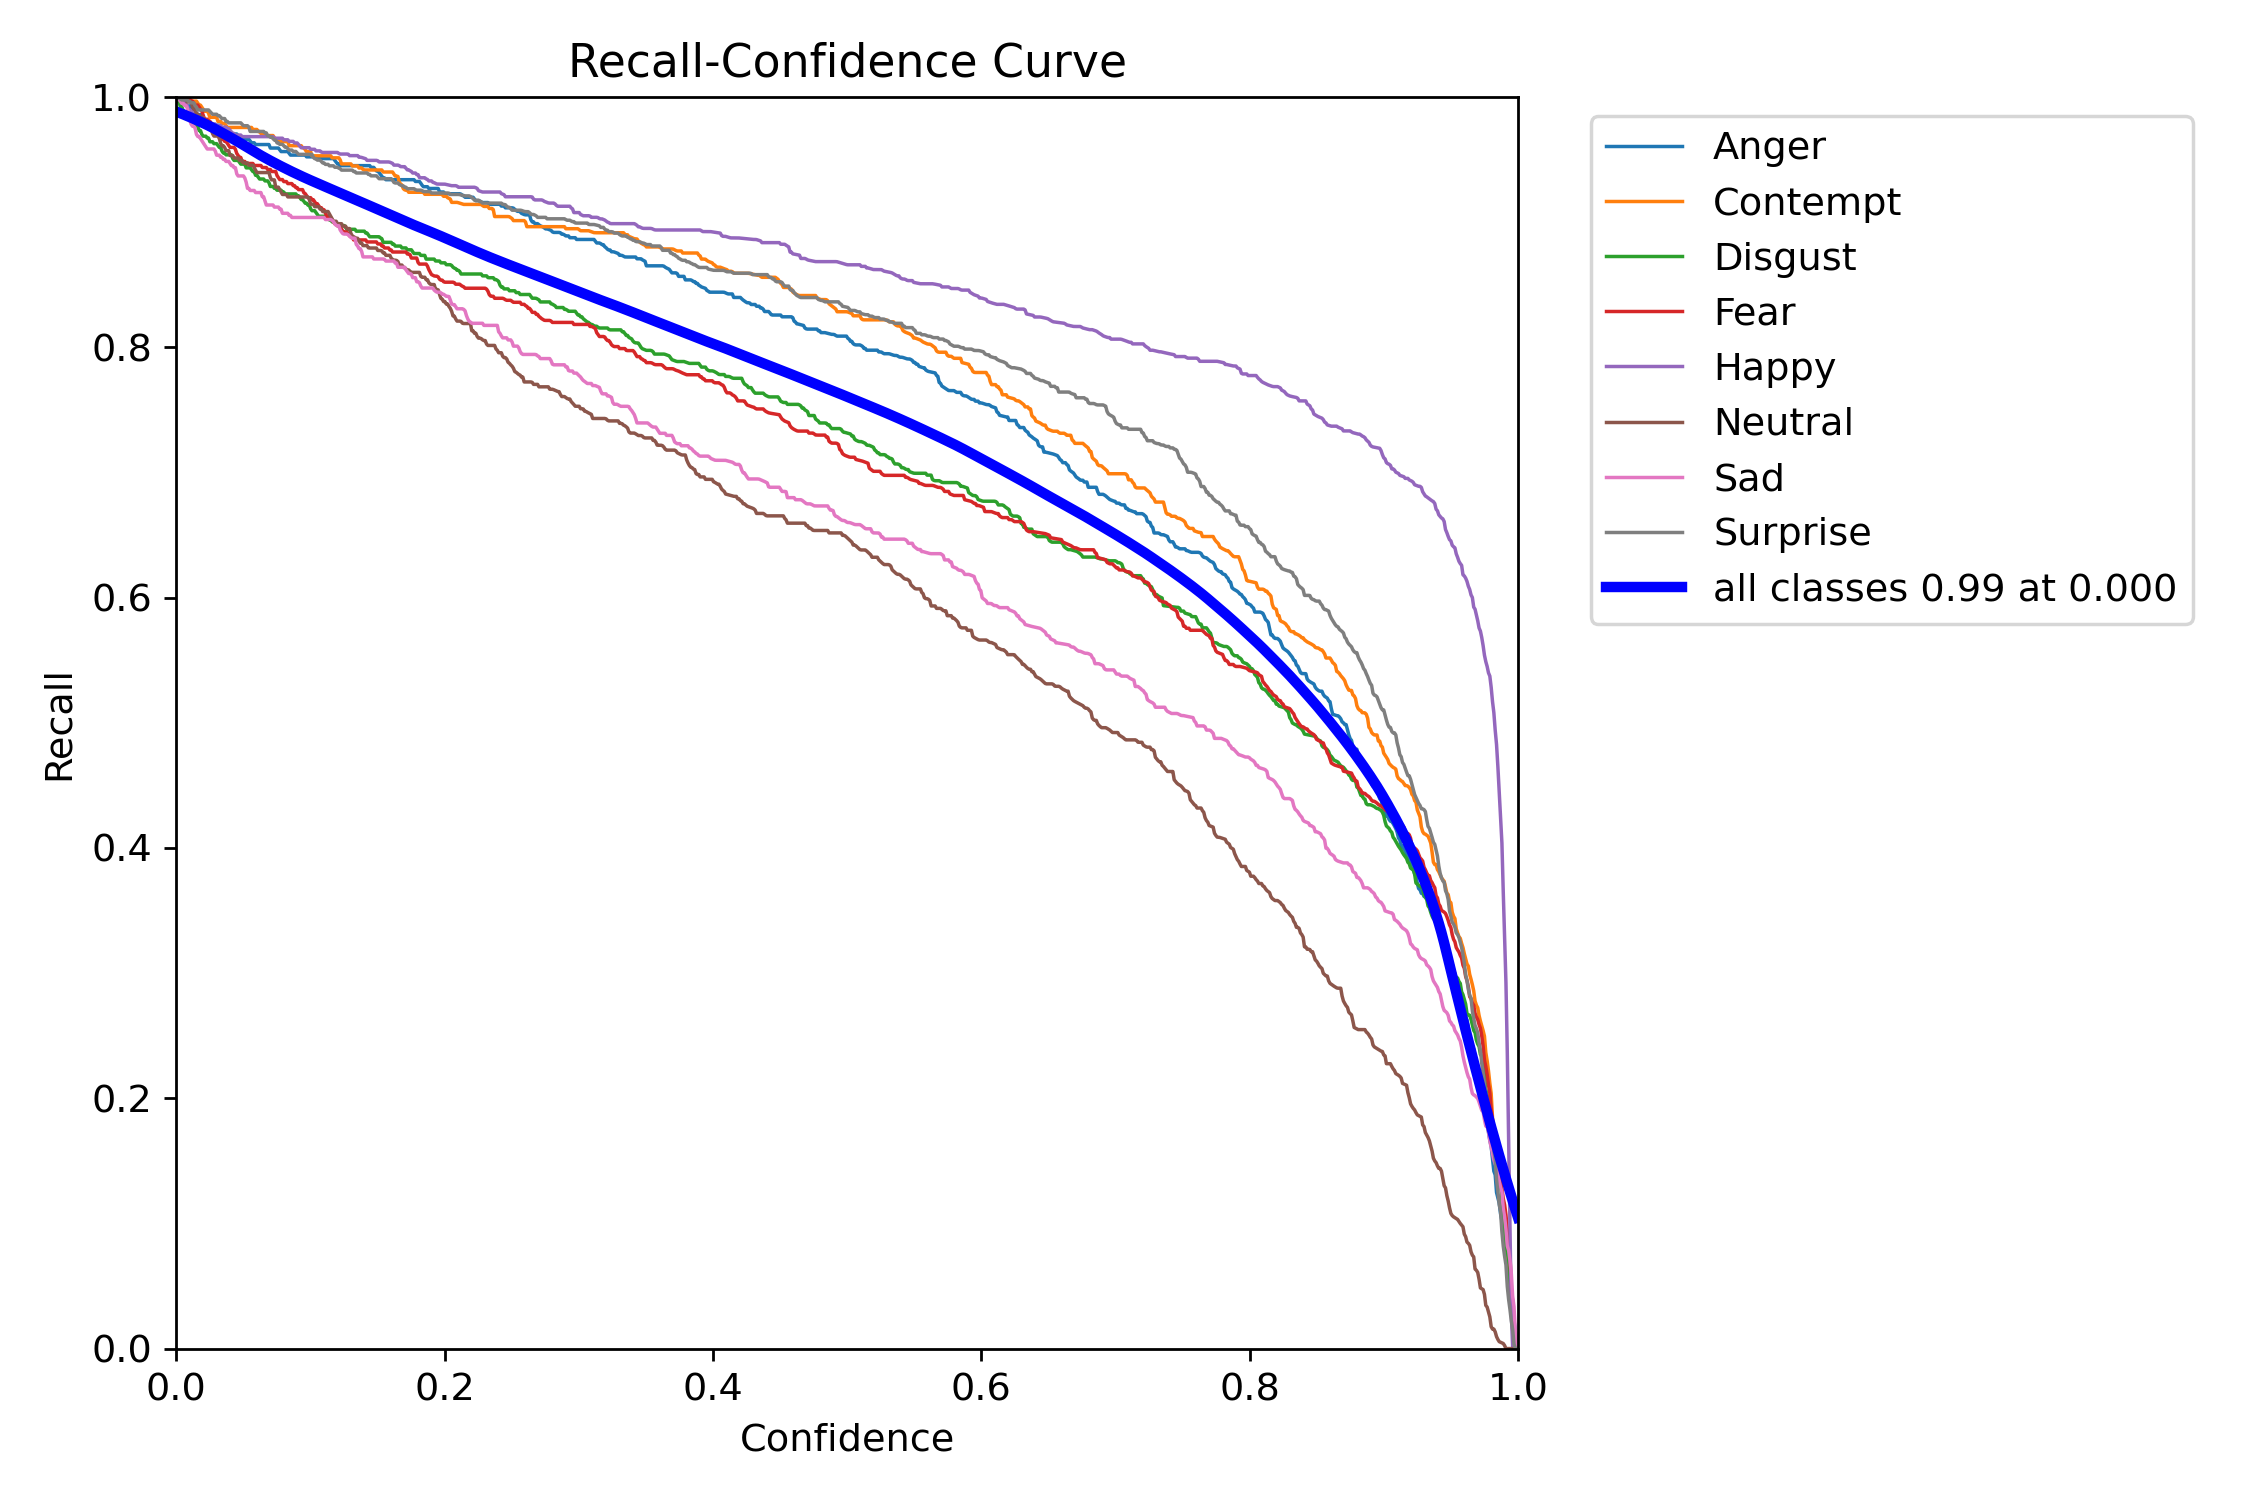 Recall-Confidence Curve
1.0
0.8
0.6
0.4
0.2
0.0
Recall
0.0 0.2 0.4 0.6 0.8 1.0
Confidence
Anger
Contempt
Disgust
Fear
Happy
Neutral
Sad
Surprise
all classes 0.99 at 0.000